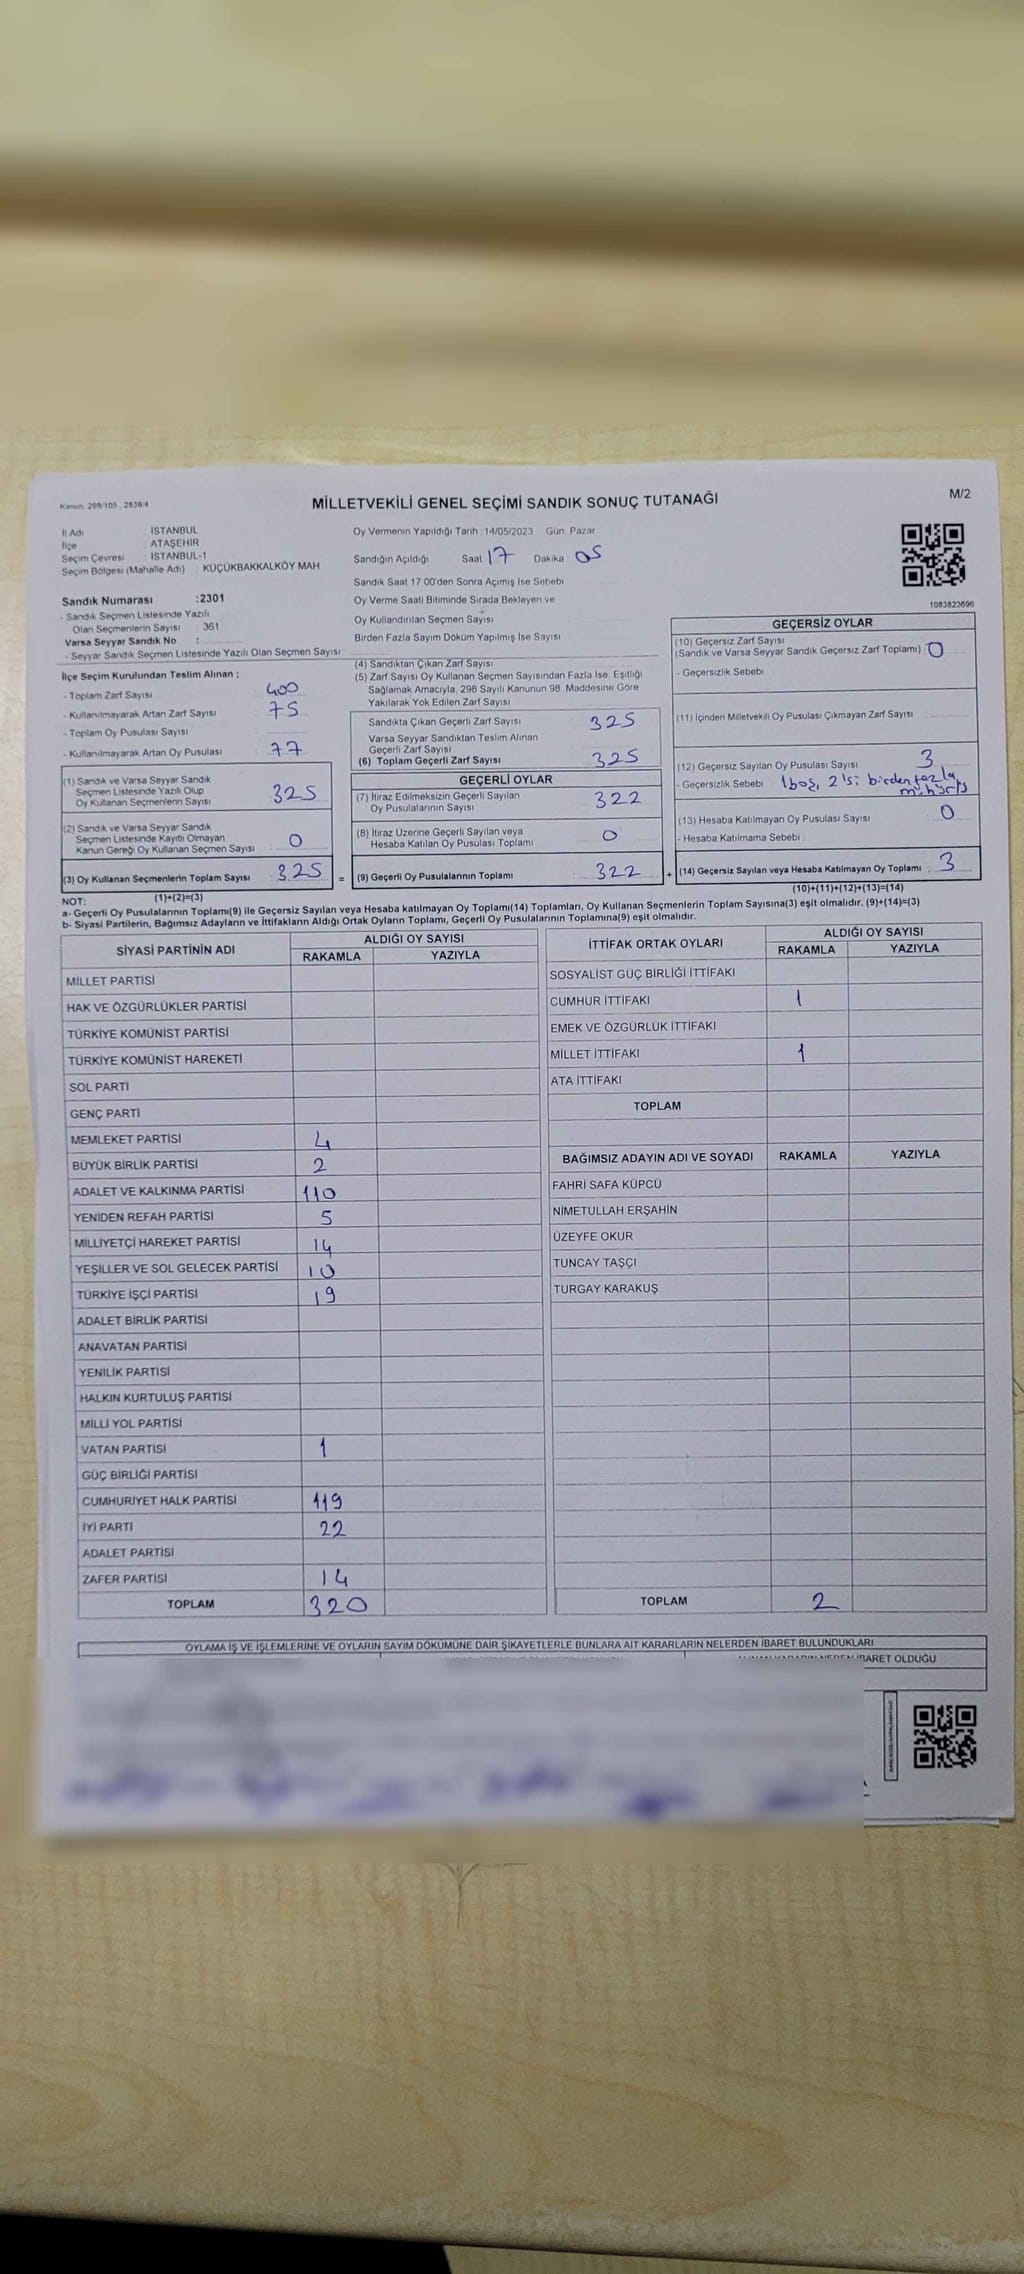 Kanun: 298/105 , 2839/4
MİLLETVEKİLİ GENEL SEÇİMİ SANDIK SONUÇ TUTANAĞI
M/2
İl Adı : İSTANBUL
İlçe : ATAŞEHİR
Seçim Çevresi : İSTANBUL-1
Seçim Bölgesi (Mahalle Adı) : KÜÇÜKBAKKALKÖY MAH
Sandık Numarası :2301
- Sandık Seçmen Listesinde Yazılı
Olan Seçmenlerin Sayısı : 361
Varsa Seyyar Sandık No :
- Seyyar Sandık Seçmen Listesinde Yazılı Olan Seçmen Sayısı :
Oy Vermenin Yapıldığı Tarih :14/05/2023 Gün: Pazar
Sandığın Açıldığı Saat 17 Dakika 05
Sandık Saat 17:00'den Sonra Açımış İse Sebebi
Oy Verme Saati Bitiminde Sırada Bekleyen ve
Oy Kullandırılan Seçmen Sayısı
Birden Fazla Sayım Döküm Yapılmış İse Sayısı
1083823696
İlçe Seçim Kurulundan Teslim Alınan ;
- Toplam Zarf Sayısı 400
- Kullanılmayarak Artan Zarf Sayısı 75
- Toplam Oy Pusulası Sayısı
- Kullanılmayarak Artan Oy Pusulası 77
(1) Sandık ve Varsa Seyyar Sandık
Seçmen Listesinde Yazılı Olup
Oy Kullanan Seçmenlerin Sayısı : 325
(2) Sandık ve Varsa Seyyar Sandık
Seçmen Listesinde Kayıtlı Olmayan
Kanun Gereği Oy Kullanan Seçmen Sayısı : 0
(3) Oy Kullanan Seçmenlerin Toplam Sayısı : 325
(1)+(2)=(3)
(4) Sandıktan Çıkan Zarf Sayısı
(5) Zarf Sayısı Oy Kullanan Seçmen Sayısından Fazla İse, Eşitliği
Sağlamak Amacıyla, 298 Sayılı Kanunun 98. Maddesine Göre
Yakılarak Yok Edilen Zarf Sayısı
Sandıkta Çıkan Geçerli Zarf Sayısı : 325
Varsa Seyyar Sandıktan Teslim Alınan
Geçerli Zarf Sayısı
(6) Toplam Geçerli Zarf Sayısı : 325
GEÇERLİ OYLAR
(7) İtiraz Edilmeksizin Geçerli Sayılan
Oy Pusulalarının Sayısı : 322
(8) İtiraz Üzerine Geçerli Sayılan veya
Hesaba Katılan Oy Pusulası Toplamı : 0
= (9) Geçerli Oy Pusulalarının Toplamı : 322
GEÇERSİZ OYLAR
(10) Geçersiz Zarf Sayısı
(Sandık ve Varsa Seyyar Sandık Geçersiz Zarf Toplamı) : 0
- Geçersizlik Sebebi
(11) İçinden Milletvekili Oy Pusulası Çıkmayan Zarf Sayısı
(12) Geçersiz Sayılan Oy Pusulası Sayısı : 3
- Geçersizlik Sebebi : 1 boş, 2'si birden fazla
mühürlü
(13) Hesaba Katılmayan Oy Pusulası Sayısı : 0
- Hesaba Katılmama Sebebi :
+ (14) Geçersiz Sayılan veya Hesaba Katılmayan Oy Toplamı : 3
(10)+(11)+(12)+(13)=(14)
NOT:
a- Geçerli Oy Pusulalarının Toplamı(9) ile Geçersiz Sayılan veya Hesaba katılmayan Oy Toplamı(14) Toplamları, Oy Kullanan Seçmenlerin Toplam Sayısına(3) eşit olmalıdır. (9)+(14)=(3)
b- Siyasi Partilerin, Bağımsız Adayların ve İttifakların Aldığı Ortak Oyların Toplamı, Geçerli Oy Pusulalarının Toplamına(9) eşit olmalıdır.
SİYASİ PARTİNİN ADI ALDIĞI OY SAYISI
RAKAMLA YAZIYLA
MİLLET PARTİSİ
HAK VE ÖZGÜRLÜKLER PARTİSİ
TÜRKİYE KOMÜNİST PARTİSİ
TÜRKİYE KOMÜNİST HAREKETİ
SOL PARTİ
GENÇ PARTİ
MEMLEKET PARTİSİ 4
BÜYÜK BİRLİK PARTİSİ 2
ADALET VE KALKINMA PARTİSİ 110
YENİDEN REFAH PARTİSİ 5
MİLLİYETÇİ HAREKET PARTİSİ 14
YEŞİLLER VE SOL GELECEK PARTİSİ 10
TÜRKİYE İŞÇİ PARTİSİ 19
ADALET BİRLİK PARTİSİ
ANAVATAN PARTİSİ
YENİLİK PARTİSİ
HALKIN KURTULUŞ PARTİSİ
MİLLİ YOL PARTİSİ
VATAN PARTİSİ 1
GÜÇ BİRLİĞİ PARTİSİ
CUMHURİYET HALK PARTİSİ 119
İYİ PARTİ 22
ADALET PARTİSİ
ZAFER PARTİSİ 14
TOPLAM 320
İTTİFAK ORTAK OYLARI ALDIĞI OY SAYISI
RAKAMLA YAZIYLA
SOSYALİST GÜÇ BİRLİĞİ İTTİFAKI
CUMHUR İTTİFAKI 1
EMEK VE ÖZGÜRLÜK İTTİFAKI
MİLLET İTTİFAKI 1
ATA İTTİFAKI
TOPLAM
BAĞIMSIZ ADAYIN ADI VE SOYADI RAKAMLA YAZIYLA
FAHRİ SAFA KÜPCÜ
NİMETULLAH ERŞAHİN
ÜZEYFE OKUR
TUNCAY TAŞÇI
TURGAY KARAKUŞ
TOPLAM 2
OYLAMA İŞ VE İŞLEMLERİNE VE OYLARIN SAYIM DÖKÜMÜNE DAİR ŞİKAYETLERLE BUNLARA AİT KARARLARIN NELERDEN İBARET BULUNDUKLARI
İBARET OLDUĞU